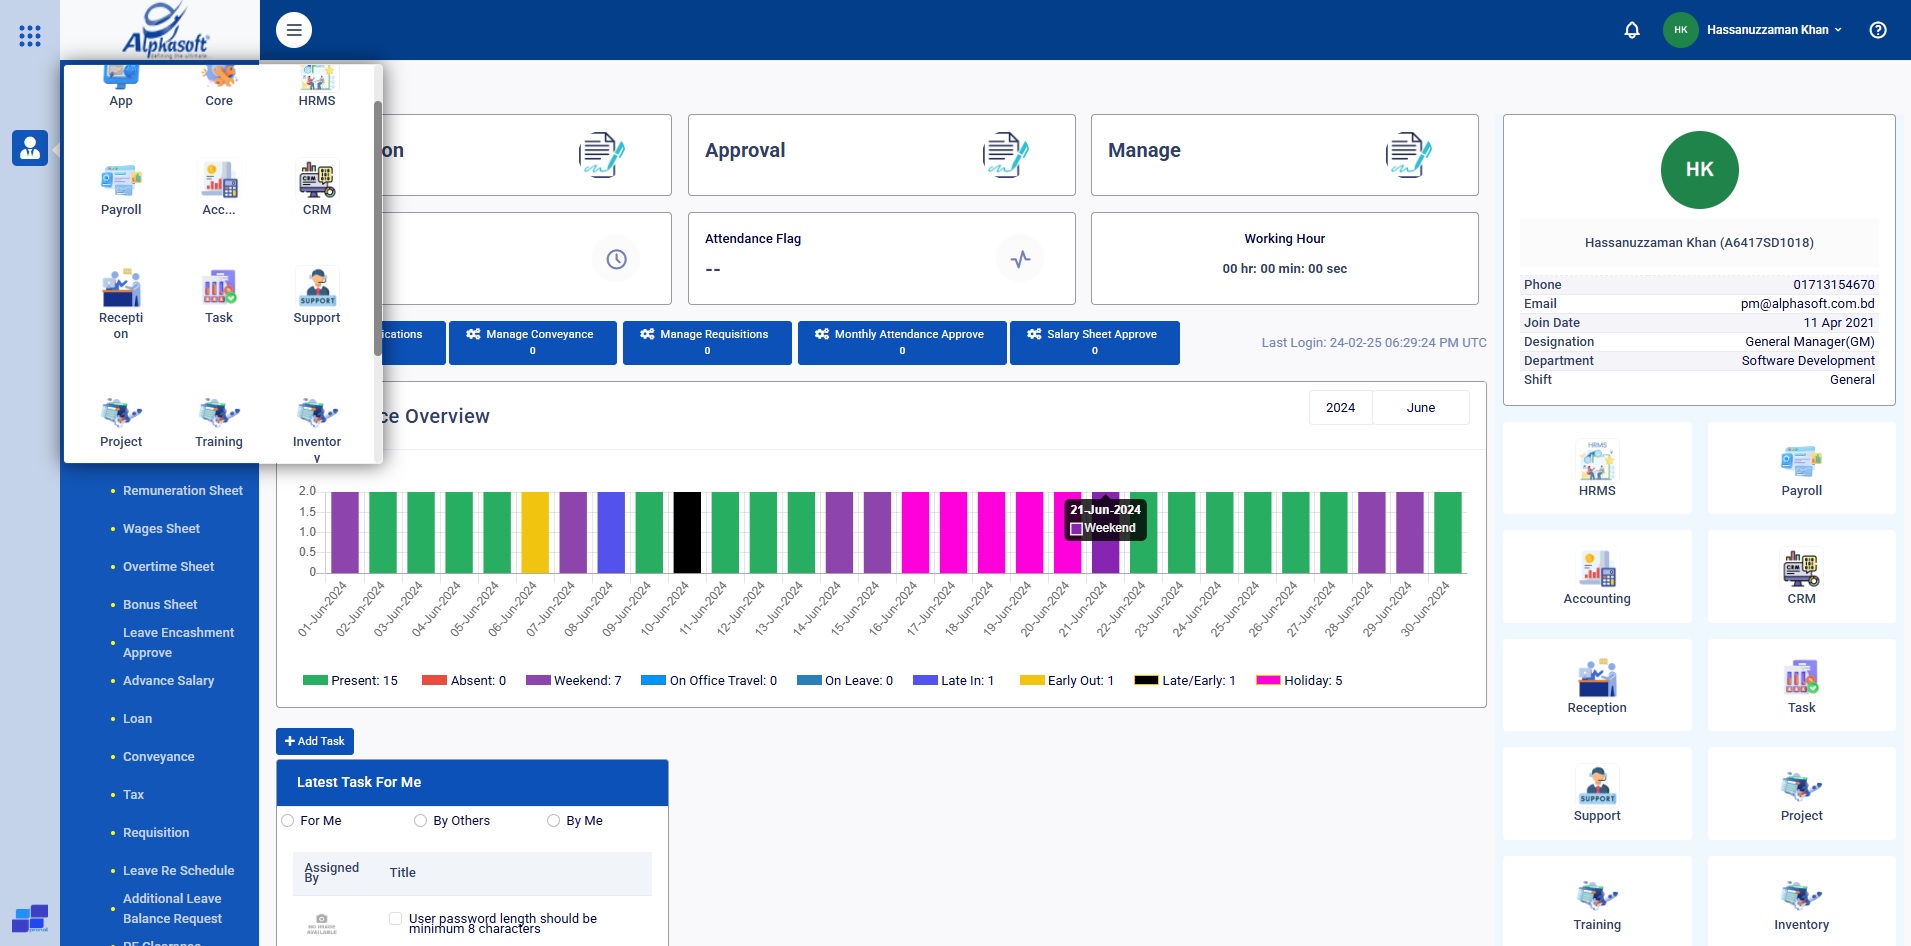 Alphasoft
defining the ultimate
HK
Hassanuzzaman Khan
App
Core
HRMS
Payroll
Acc...
CRM
Recepti
on
Task
Support
Project
Training
Inventor
y
on
Approval
Manage
Attendance Flag
--
Working Hour
00 hr: 00 min: 00 sec
ications
Manage Conveyance
0
Manage Requisitions
0
Monthly Attendance Approve
0
Salary Sheet Approve
0
Last Login: 24-02-25 06:29:24 PM UTC
HK
Hassanuzzaman Khan (A6417SD1018)
Phone 01713154670
Email pm@alphasoft.com.bd
Join Date 11 Apr 2021
Designation General Manager(GM)
Department Software Development
Shift General
ce Overview
2024
June
2.0
1.5
1.0
0.5
0
21-Jun-2024
Weekend
01-Jun-2024
02-Jun-2024
03-Jun-2024
04-Jun-2024
05-Jun-2024
06-Jun-2024
07-Jun-2024
08-Jun-2024
09-Jun-2024
10-Jun-2024
11-Jun-2024
12-Jun-2024
13-Jun-2024
14-Jun-2024
15-Jun-2024
16-Jun-2024
17-Jun-2024
18-Jun-2024
19-Jun-2024
20-Jun-2024
21-Jun-2024
22-Jun-2024
23-Jun-2024
24-Jun-2024
25-Jun-2024
26-Jun-2024
27-Jun-2024
28-Jun-2024
29-Jun-2024
30-Jun-2024
Present: 15
Absent: 0
Weekend: 7
On Office Travel: 0
On Leave: 0
Late In: 1
Early Out: 1
Late/Early: 1
Holiday: 5
Remuneration Sheet
Wages Sheet
Overtime Sheet
Bonus Sheet
Leave Encashment
Approve
Advance Salary
Loan
Conveyance
Tax
Requisition
Leave Re Schedule
Additional Leave
Balance Request
PF Clearance
Add Task
Latest Task For Me
For Me
By Others
By Me
Assigned
By
Title
NO IMAGE
AVAILABLE
User password length should be
minimum 8 characters
HRMS
HRMS
Payroll
Accounting
CRM
CRM
Reception
Task
SUPPORT
Support
Project
Training
Inventory